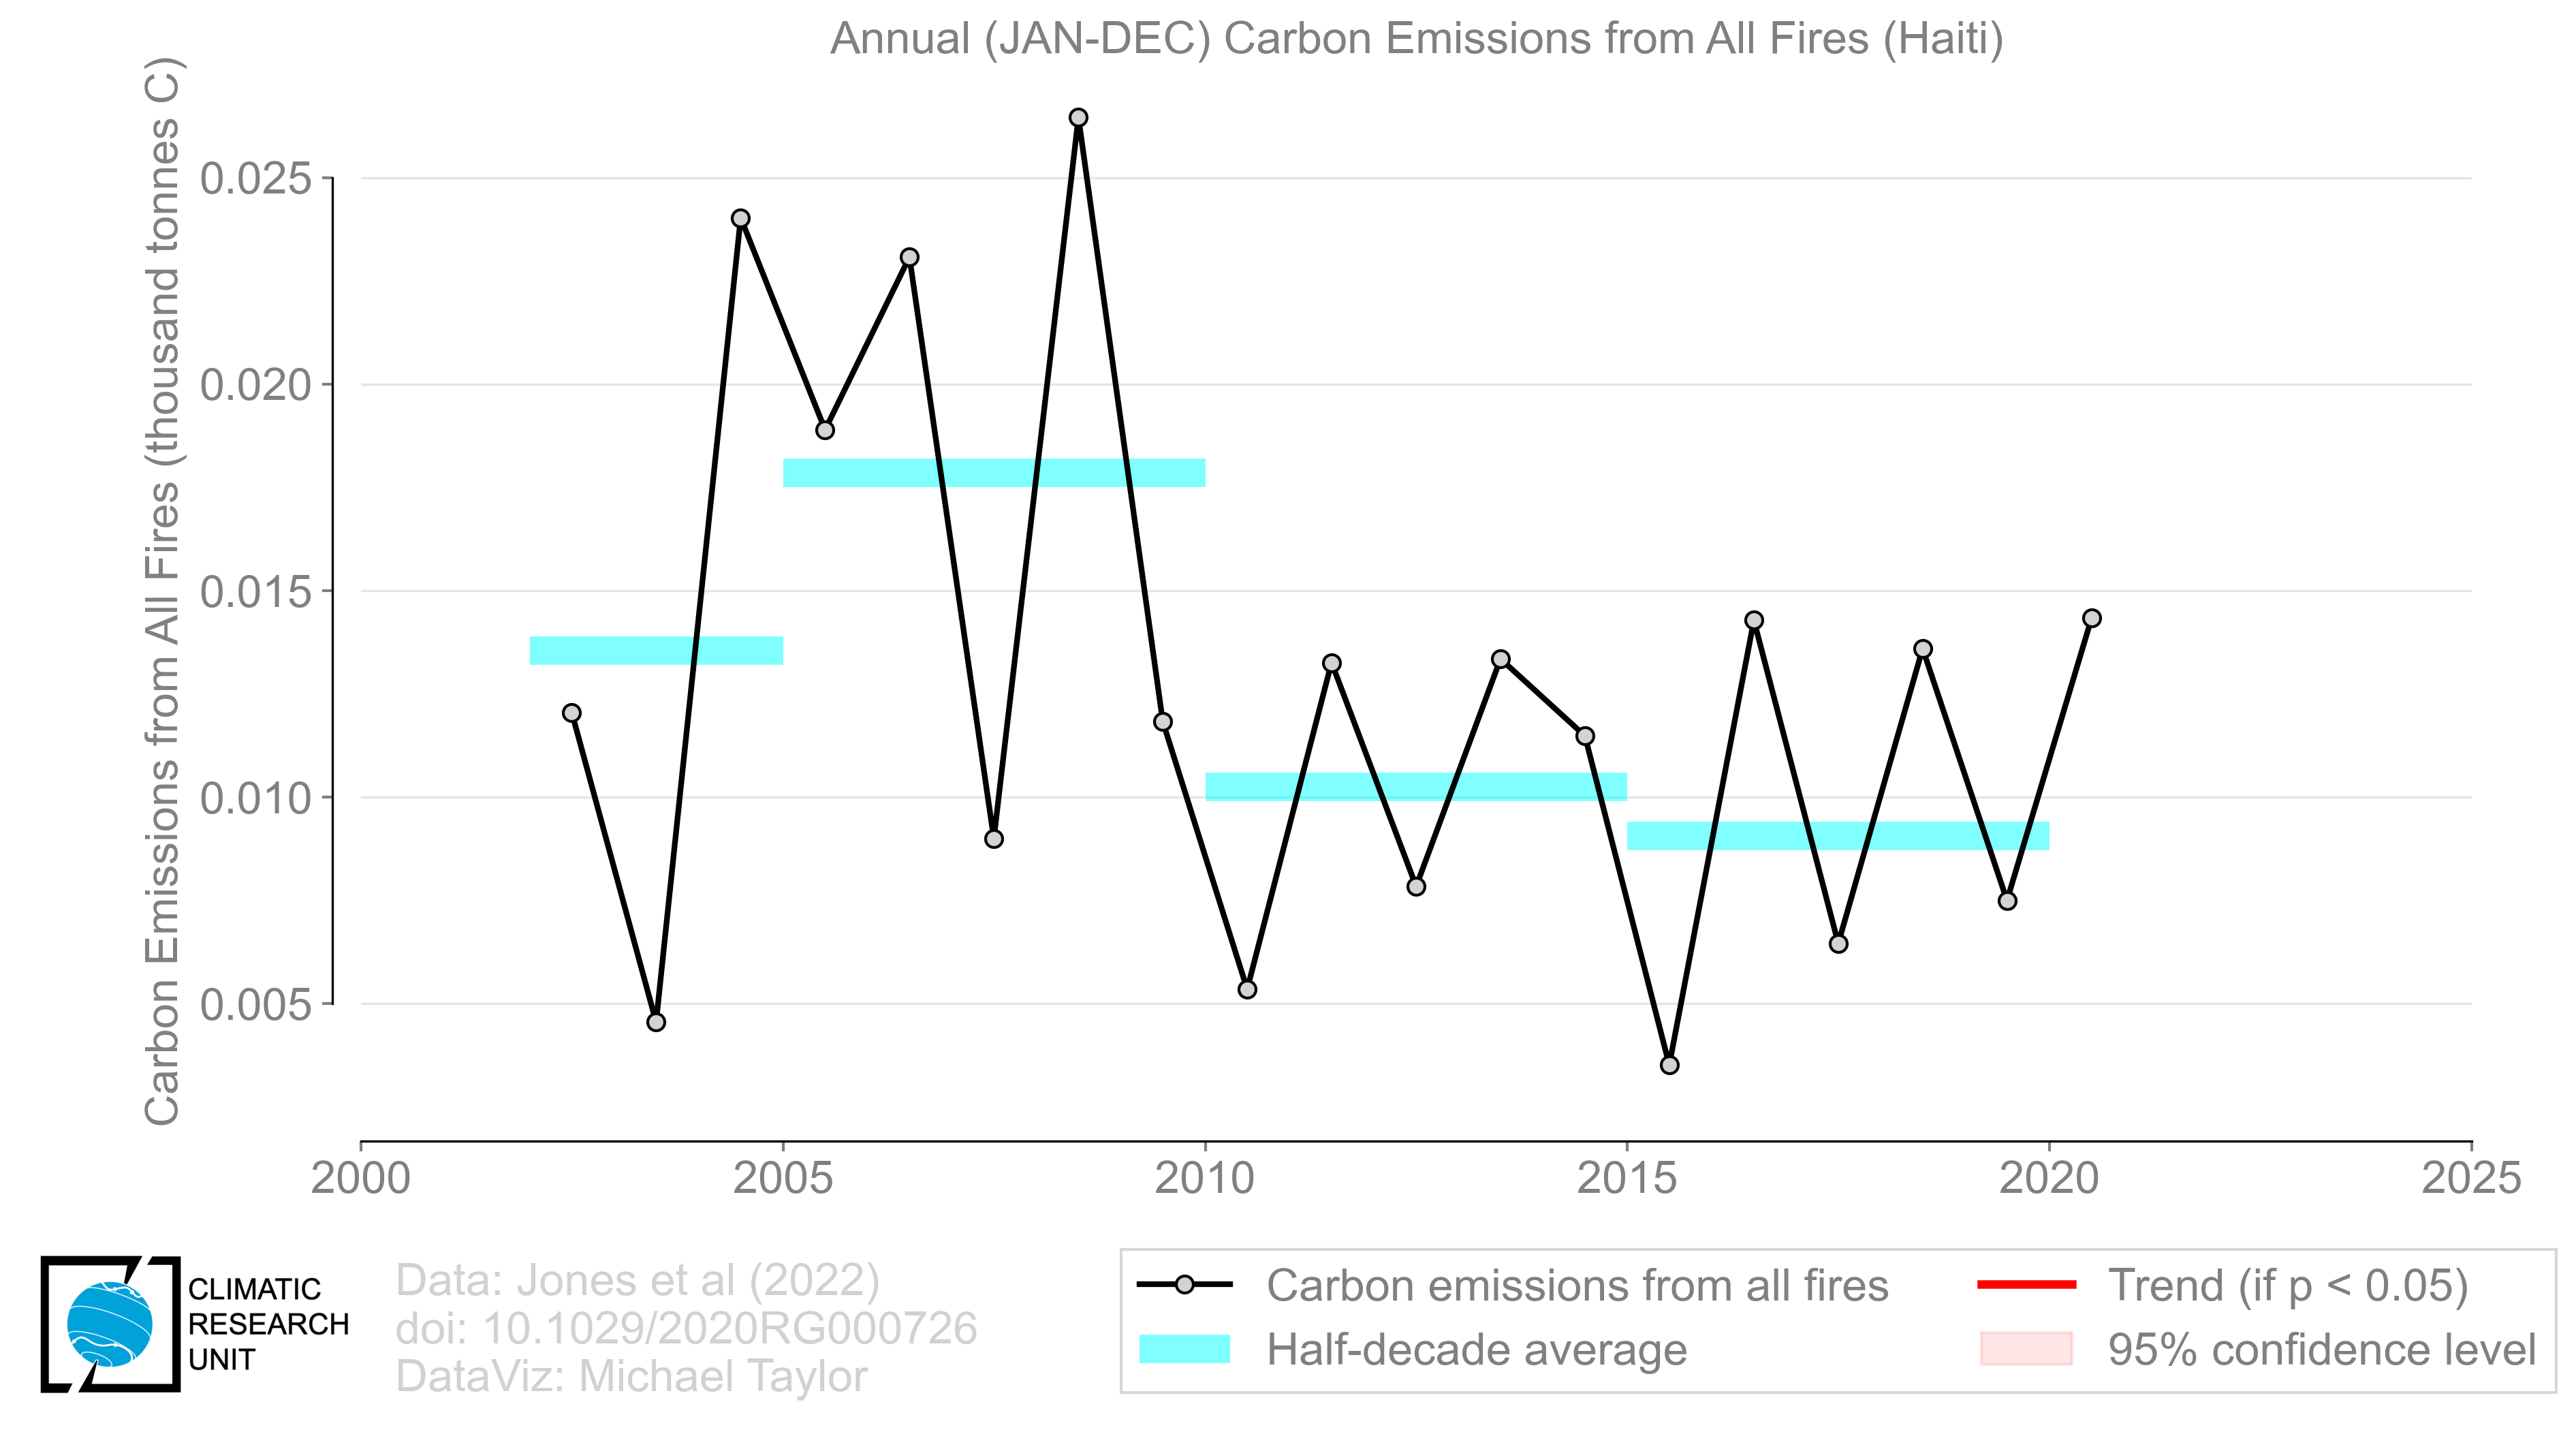 Annual (JAN-DEC) Carbon Emissions from All Fires (Haiti)
Carbon Emissions from All Fires (thousand tonnes C)
0.025
0.020
0.015
0.010
0.005
2000
2005
2010
2015
2020
2025
CLIMATIC
RESEARCH
UNIT
Data: Jones et al (2022)
doi: 10.1029/2020RG000726
DataViz: Michael Taylor
Carbon emissions from all fires
Half-decade average
Trend (if p < 0.05)
95% confidence level